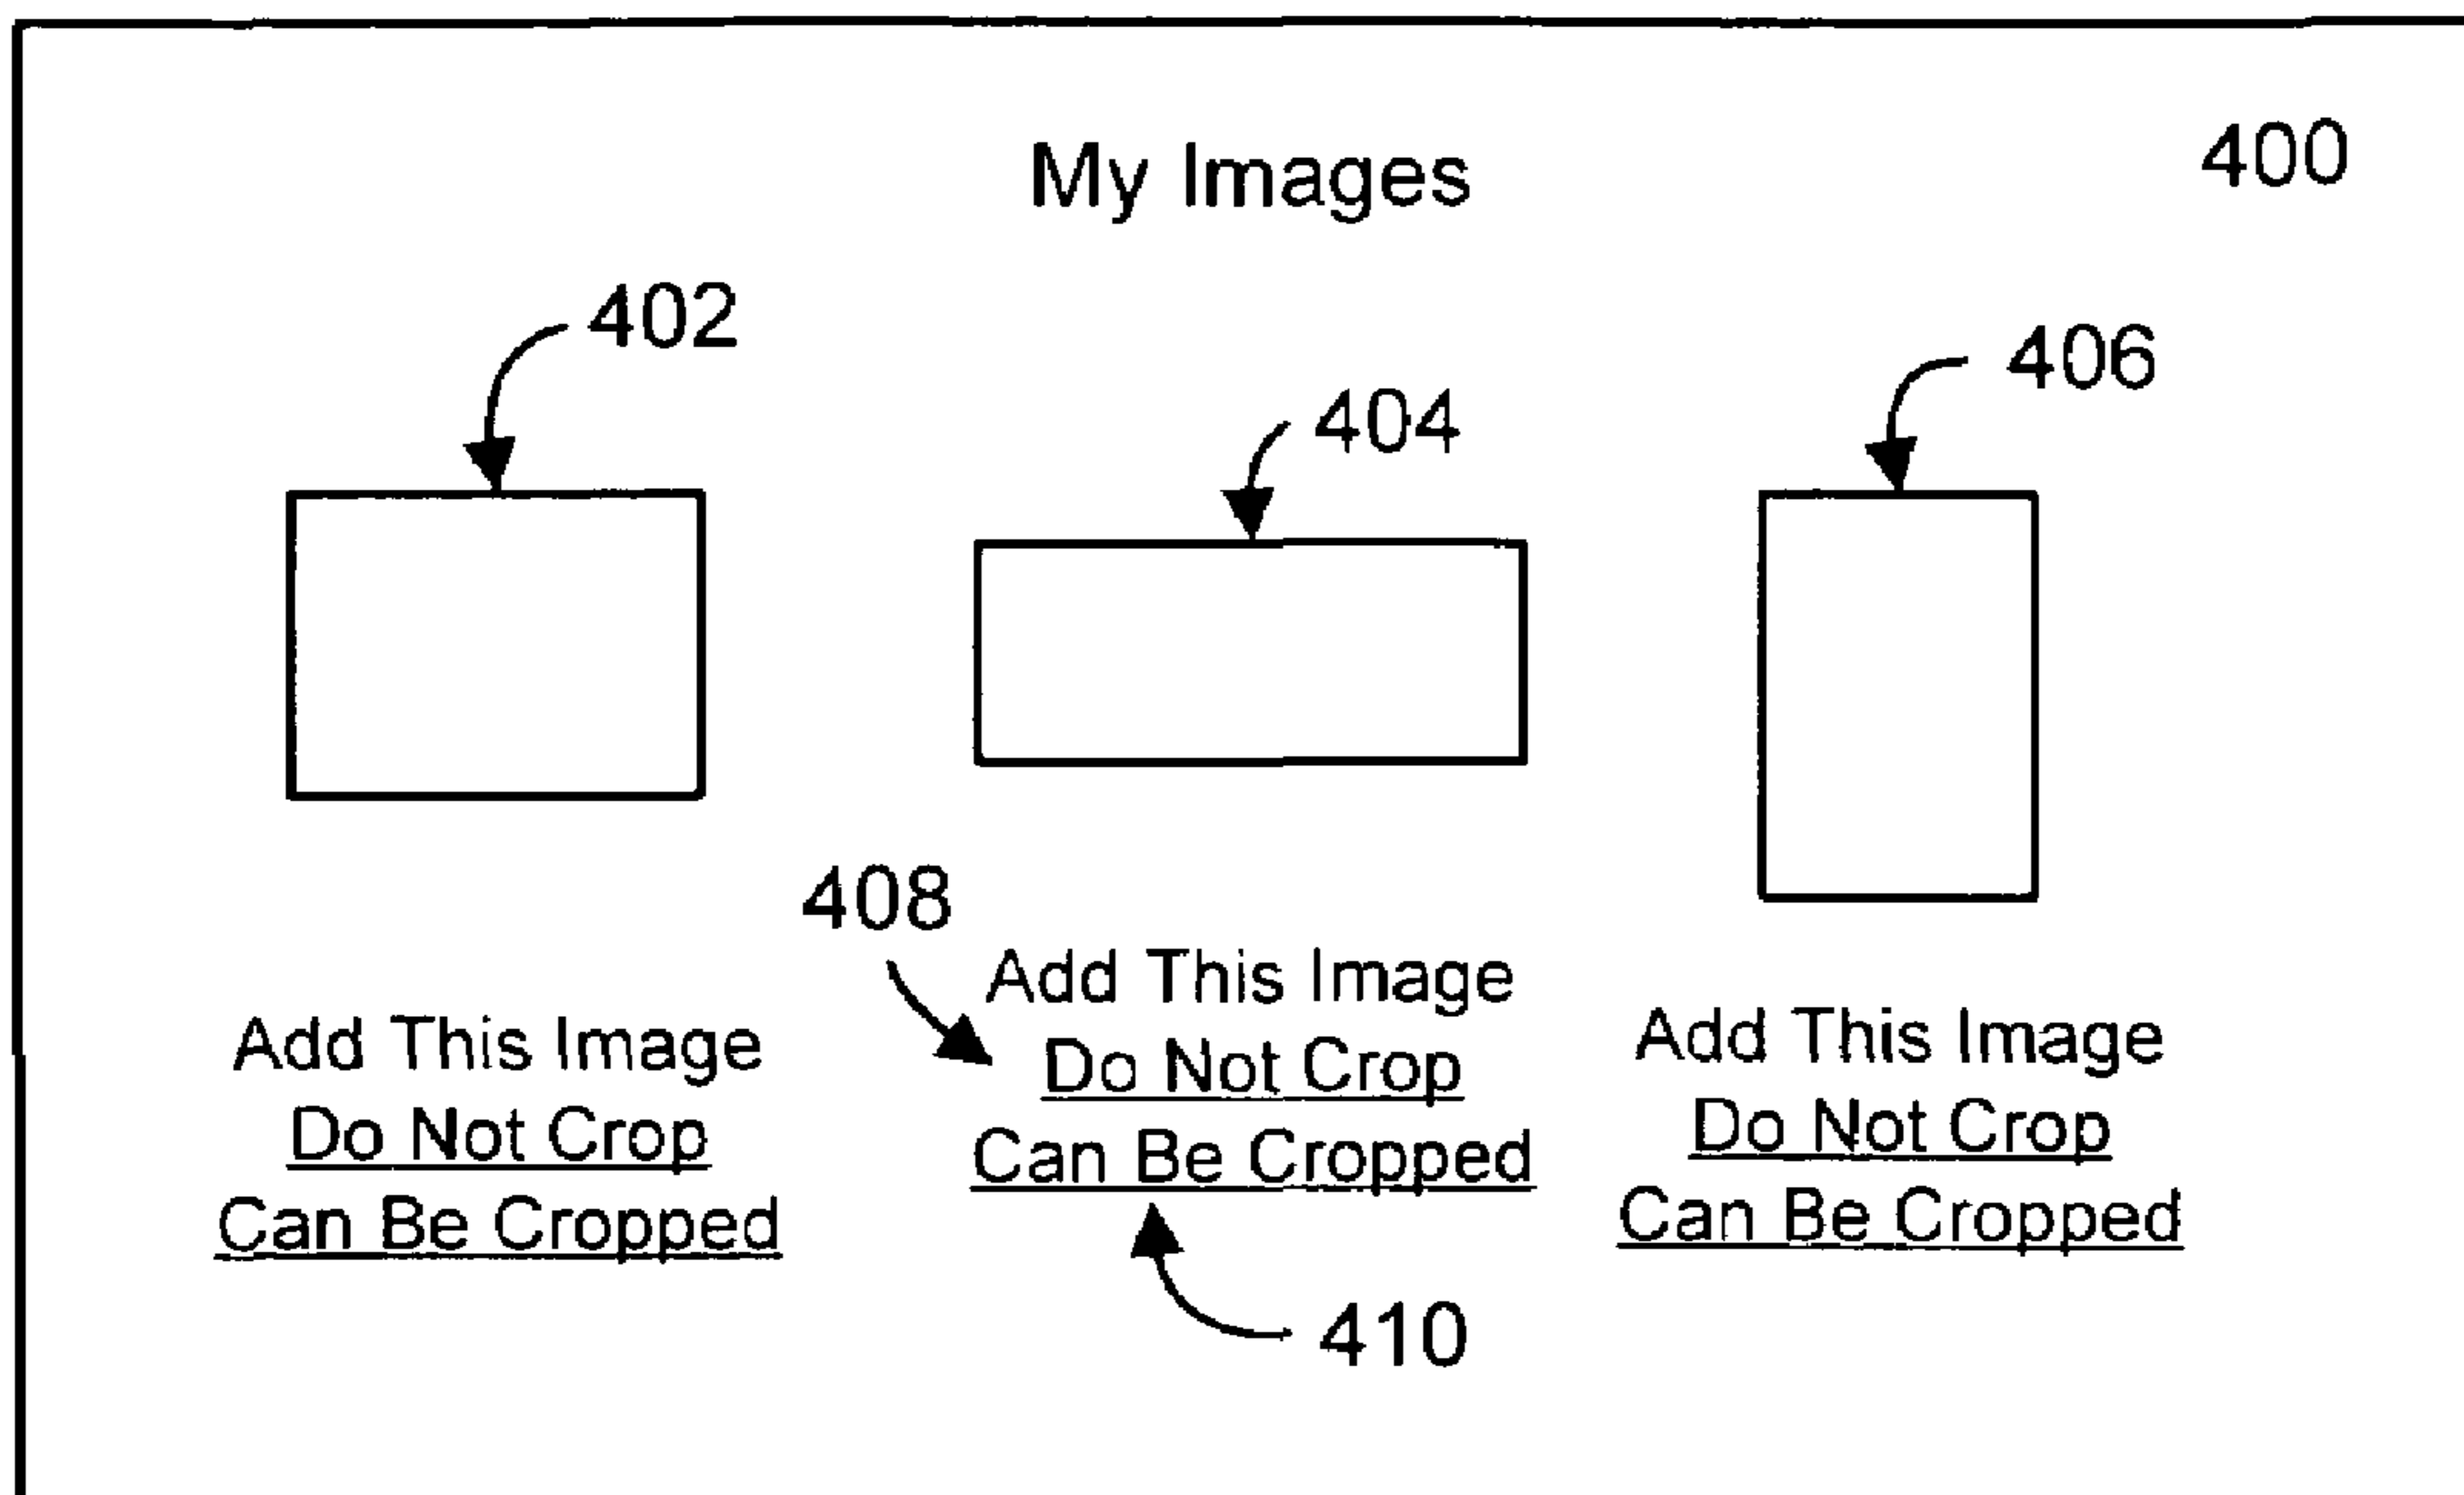 400
My Images
402
404
406
408
Add This Image
Do Not Crop
Can Be Cropped
Add This Image
Do Not Crop
Can Be Cropped
Add This Image
Do Not Crop
Can Be Cropped
410